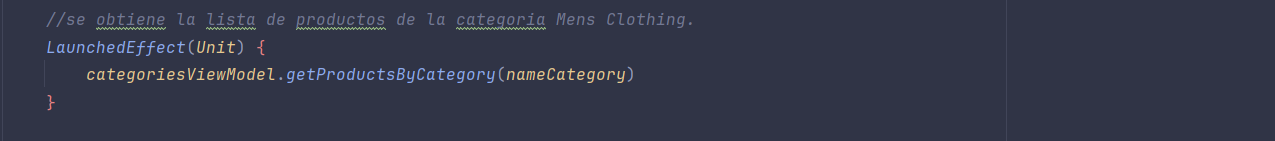 //se obtiene la lista de productos de la categoria Mens Clothing.
LaunchedEffect(Unit) {
categoriesViewModel.getProductsByCategory(nameCategory)
}